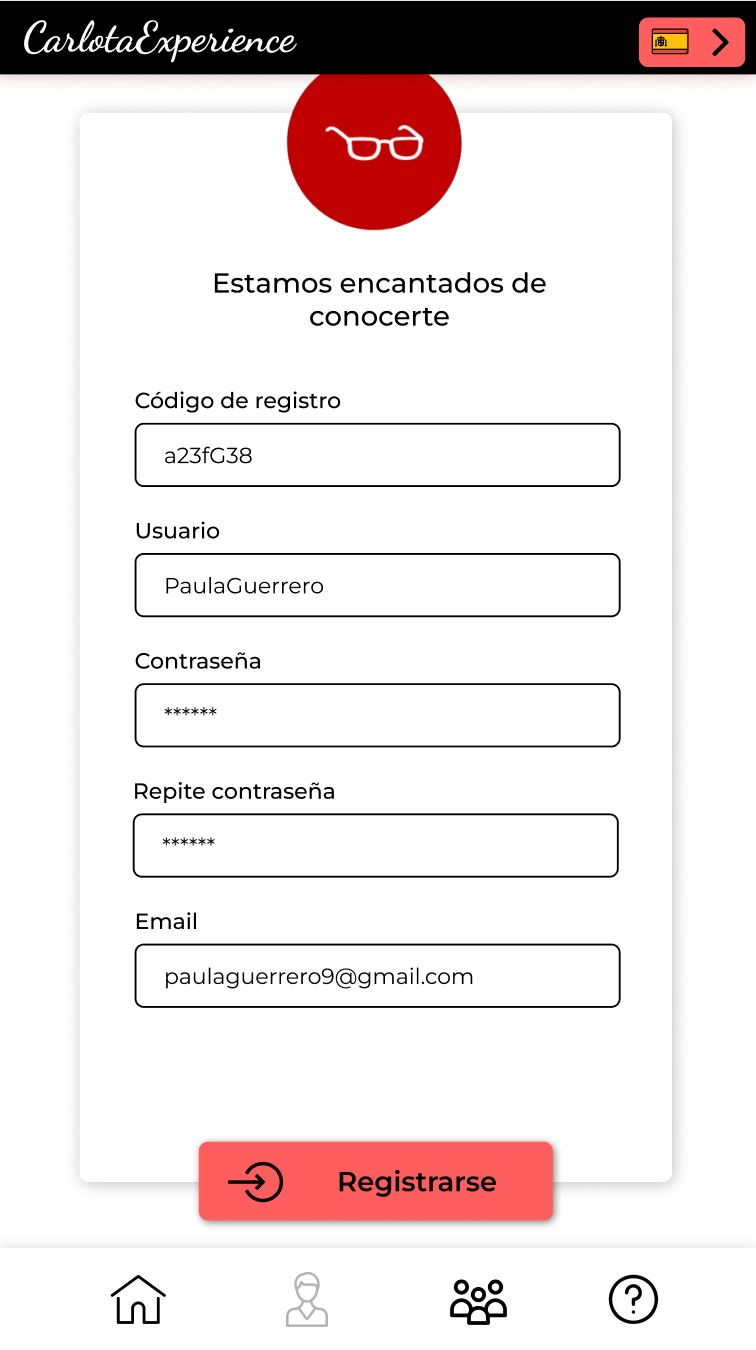 CarlotaExperience
Estamos encantados de
conocerte
Código de registro
a23fG38
Usuario
PaulaGuerrero
Contraseña
******
Repite contraseña
******
Email
paulaguerrero9@gmail.com
Registrarse
?